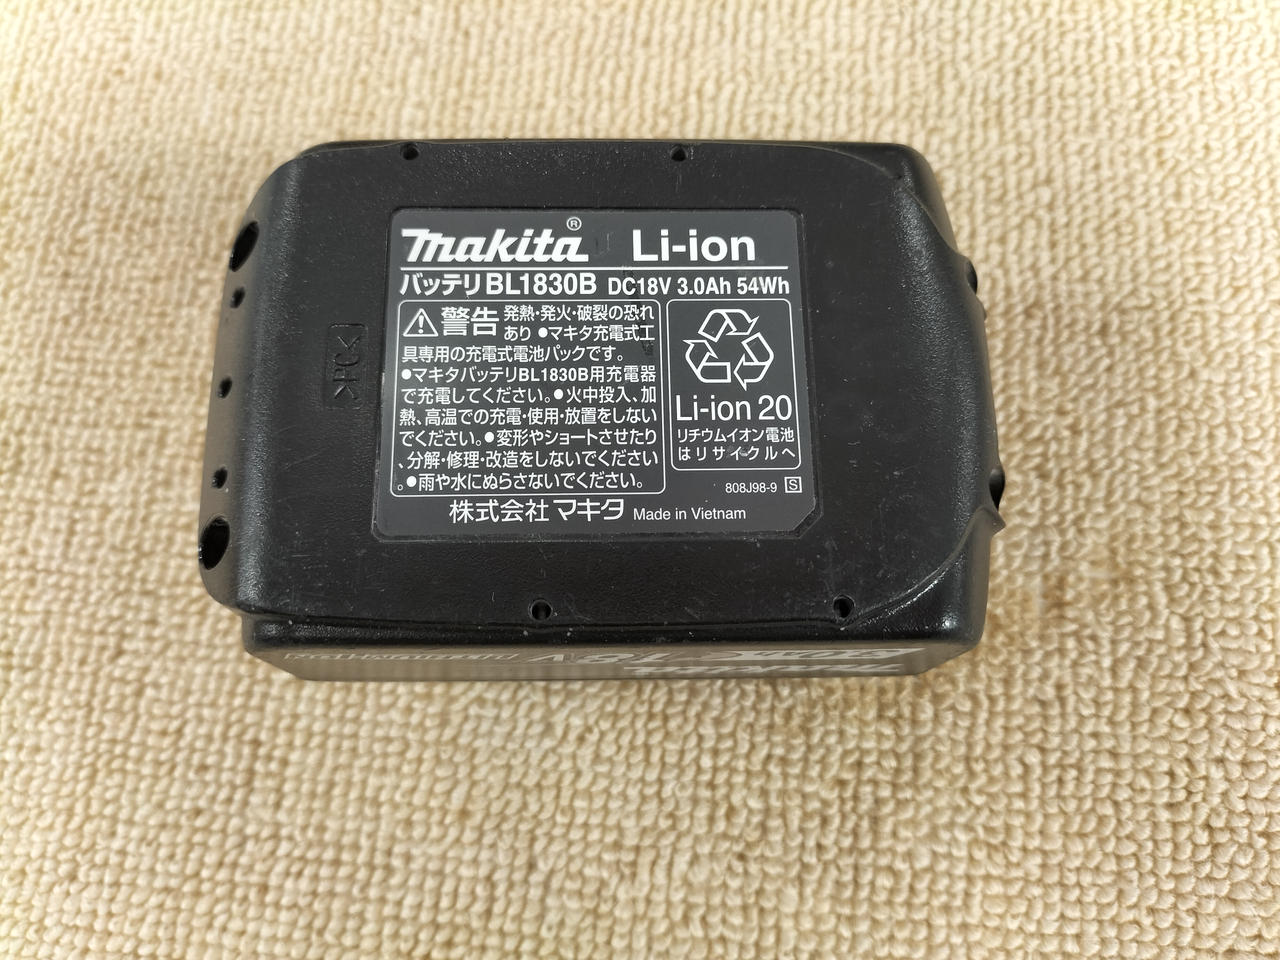 makita® Li-ion
バッテリ BL1830B DC18V 3.0Ah 54Wh
警告 発熱・発火・破裂の恐れ
あり ●マキタ充電式工
具専用の充電式電池パックです。
●マキタバッテリBL1830B用充電器
で充電してください。●火中投入、加
熱、高温での充電・使用・放置をしない
でください。●変形やショートさせたり
、分解・修理・改造をしないでください
。●雨や水にぬらさないでください。
Li-ion 20
リチウムイオン電池
はリサイクルへ
808J98-9 S
株式会社 マキタ Made in Vietnam
>PC<
makita 18V